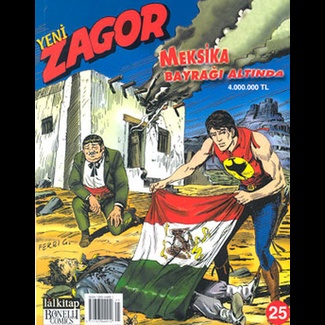 YENİ
ZAGOR
MEKSİKA
BAYRAĞI ALTINDA
4.000.000 TL
FERRI G.
lal kitap
BONELLI
COMICS
25